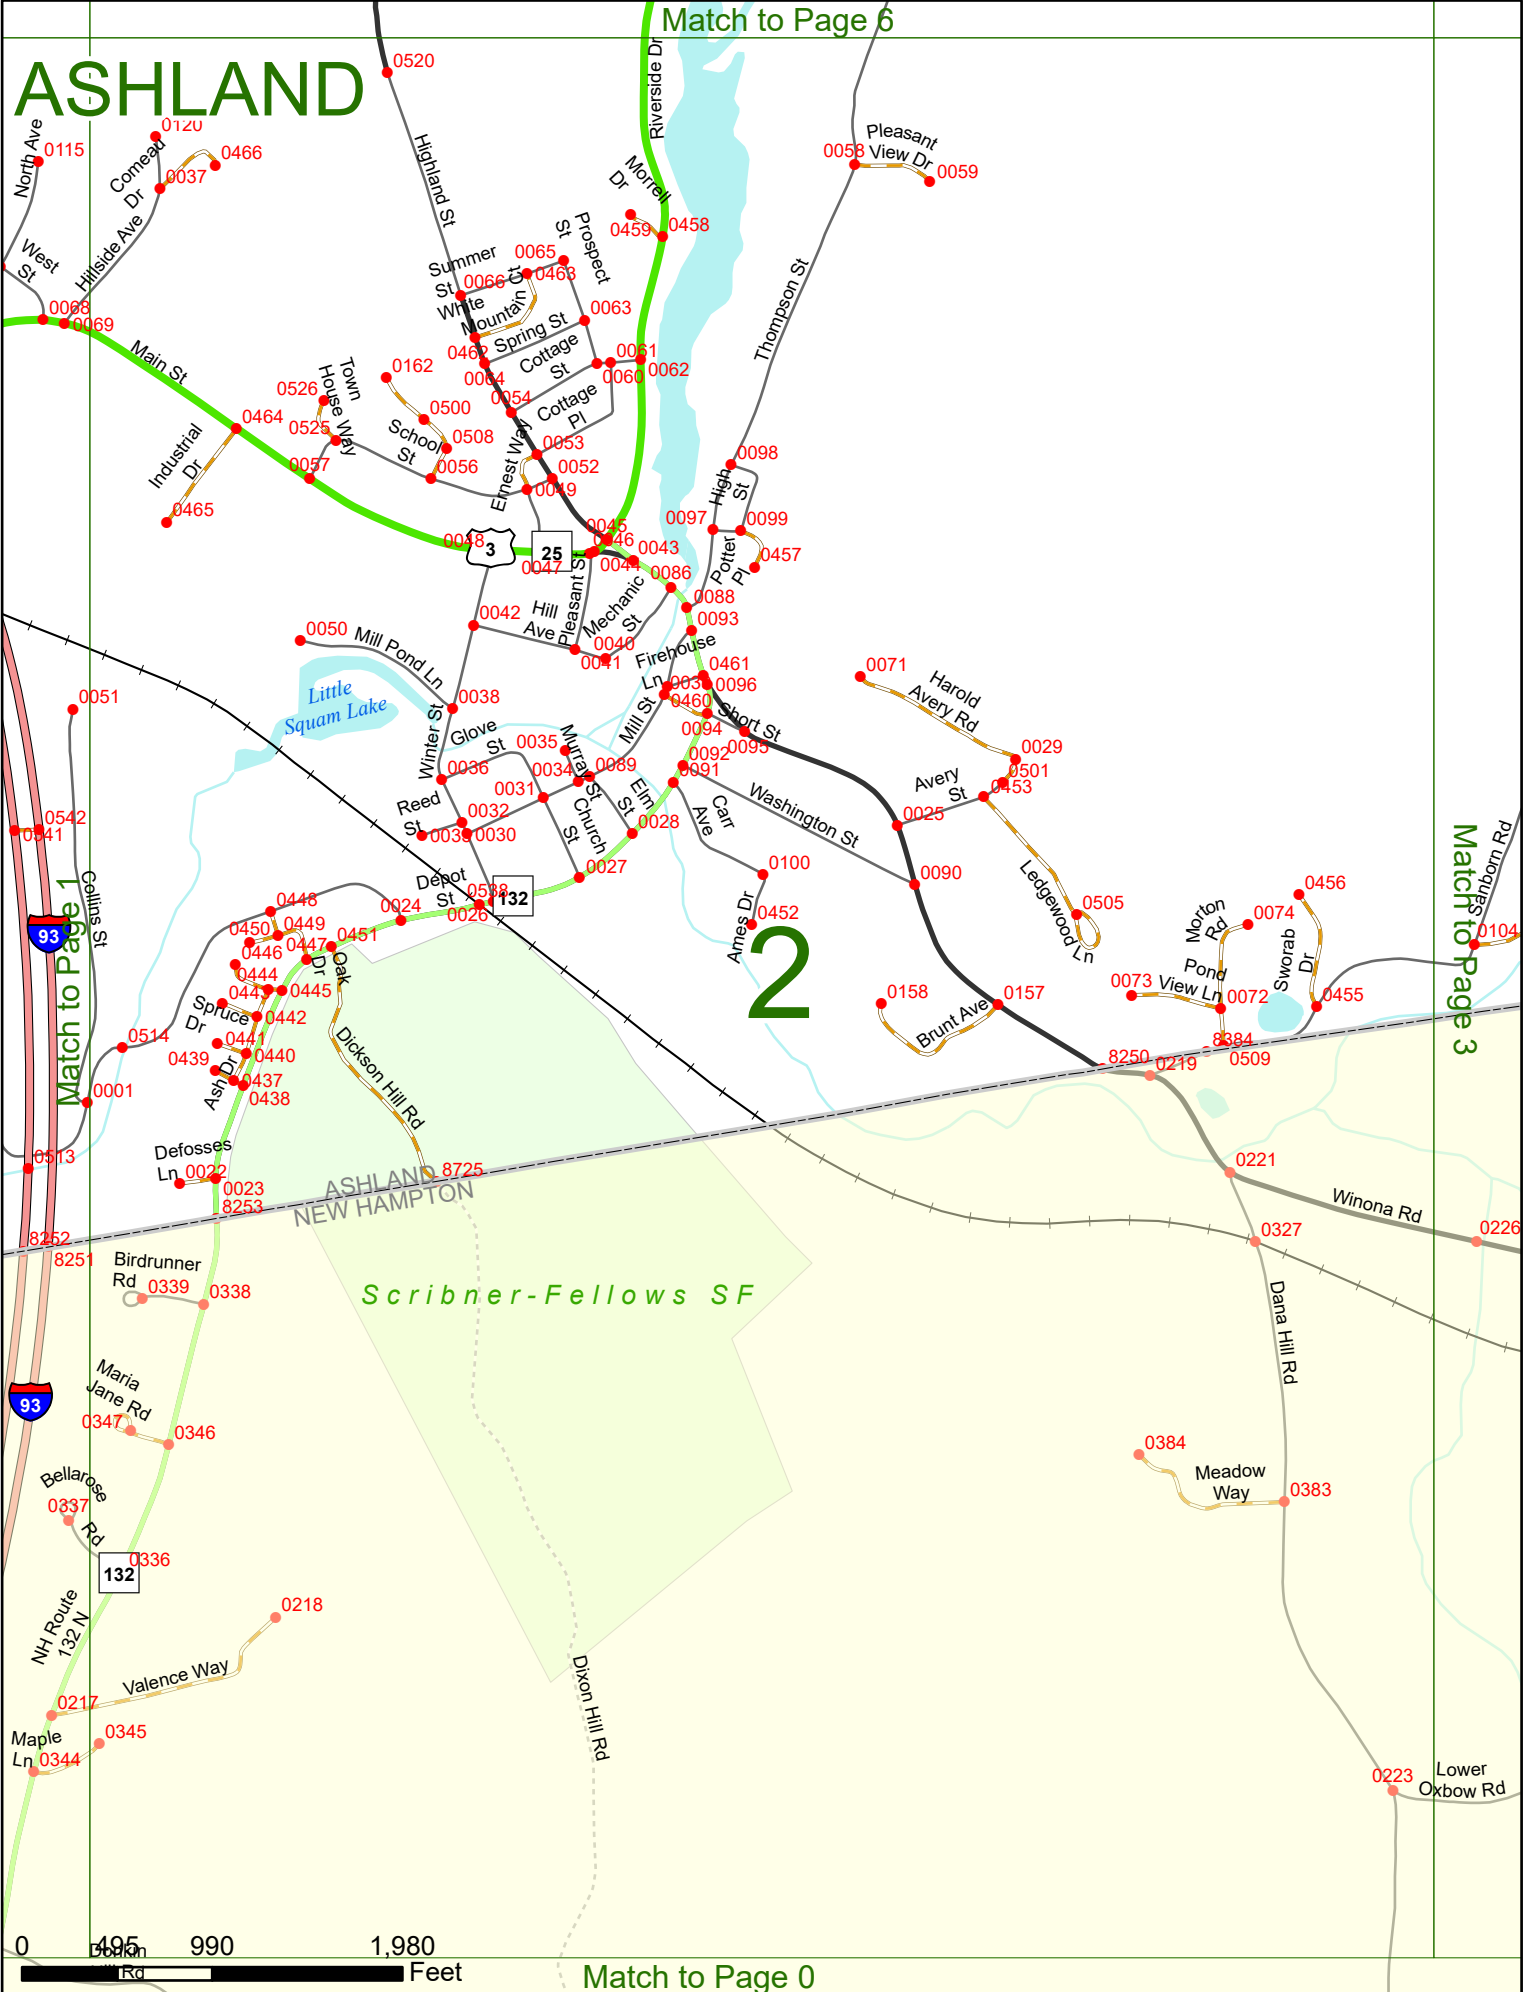 Match to Page 6
ASHLAND
0520
Riverside Dr
North Ave
0115
0120
Comeau
Dr
0037
0466
Highland St
Pleasant
View Dr
0058
0059
Morrell
Dr
0459
0458
West
St
Hillside Ave
Prospect
St
Summer
St
0065
0463
0066
White
Mountain Ct
0068
0069
0063
Spring St
Thompson St
Main St
0462
0064
Cottage
St
0061
0060
0062
Town
House Way
0526
0162
0054
Cottage
Pl
0464
0525
0500
School
St
0508
Ernest Way
0053
Industrial
Dr
0057
0056
0052
0049
0098
High
St
0465
0045
0046
0097
0099
0048
3
25
0047
0044
0043
0457
Potter
Pl
Pleasant St
0086
Mechanic
St
0088
0042
Hill
Ave
0093
0050
Mill Pond Ln
0040
0041
Firehouse
Ln
0461
0071
Harold
Avery Rd
0051
Little
Squam Lake
0038
0096
0460
Mill St
Winter St
Glove
St
0035
Murray
St
0094
Short St
0095
0029
0036
0034
0089
0092
0091
0501
Avery
St
0453
0542
0541
Reed
St
0032
0031
0039
0030
Church
St
Elm
St
0028
Carr
Ave
Washington St
0025
Match to Page 3
Sanborn Rd
Match to Page 1
Collins St
Depot
St
0027
0100
0090
0538
132
0026
0024
0448
0450
0449
0446
0447
0451
Ames Dr
0452
Ledgewood
Ln
0505
Morton
Rd
0074
0456
Sworab
Dr
0104
93
Oak
Dr
2
0444
0443
0445
Spruce
Dr
0442
0158
Brunt Ave
0157
0073
Pond
View Ln
0072
0455
0514
0441
0440
0439
0437
0438
Ash Dr
Dickson Hill Rd
8384
0509
8250
0219
0001
Defosses
Ln
0022
0023
0513
8725
ASHLAND
NEW HAMPTON
0221
8253
Winona Rd
8252
8251
0327
0226
Birdrunner
Rd
0339
0338
Scribner-Fellows SF
Dana Hill Rd
93
Maria
Jane Rd
0347
0346
0384
Meadow
Way
0383
Bellarose
Rd
0337
0336
132
NH Route
132 N
0218
Valence Way
Dixon Hill Rd
0217
Maple
Ln
0345
0344
0223
Lower
Oxbow Rd
0
495
990
1,980
Feet
Donkin
Hill Rd
Match to Page 0